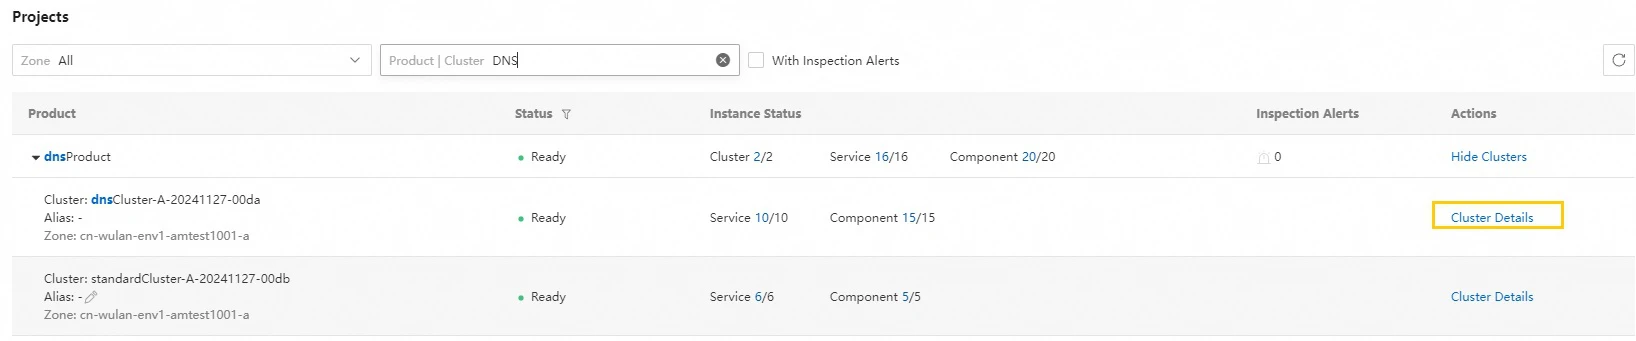 Projects
Zone All Product | Cluster DNS With Inspection Alerts
Product Status Instance Status Inspection Alerts Actions
dnsProduct Ready Cluster 2/2 Service 16/16 Component 20/20 0 Hide Clusters
Cluster: dnsCluster-A-20241127-00da
Alias: - Ready Service 10/10 Component 15/15 Cluster Details
Zone: cn-wulan-env1-amtest1001-a
Cluster: standardCluster-A-20241127-00db
Alias: - Ready Service 6/6 Component 5/5 Cluster Details
Zone: cn-wulan-env1-amtest1001-a